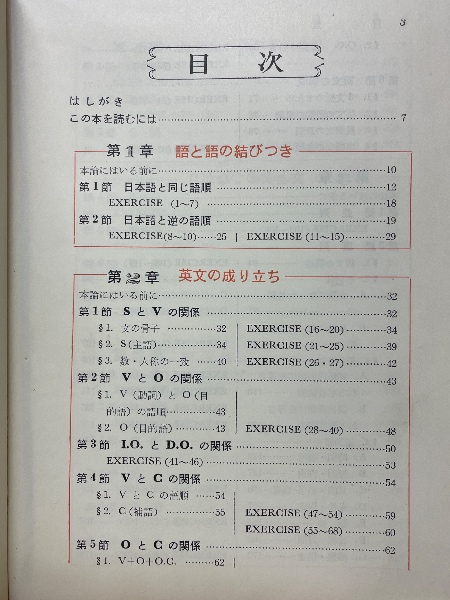 3
目次
はしがき
この本を読むには 7
第1章 語と語の結びつき
本論にはいる前に 10
第1節 日本語と同じ語順 12
EXERCISE (1～7) 18
第2節 日本語と逆の語順 19
EXERCISE(8～10) 25 EXERCISE (11～15) 29
第2章 英文の成り立ち
本論にはいる前に 32
第1節 SとVの関係 32
§1. 文の骨子 32 EXERCISE (16～20) 34
§2. S(主語) 34 EXERCISE (21～25) 39
§3. 数・人称の一致 40 EXERCISE (26・27) 42
第2節 VとOの関係 43
§1. V(動詞)とO(目
的語)の語順 43
§2. O(目的語) 43 EXERCISE (28～40) 48
第3節 I.O.とD.O.の関係 50
EXERCISE (41～46) 53
第4節 VとCの関係 54
§1. VとCの語順 54
§2. C(補語) 55 EXERCISE (47～54) 59
EXERCISE (55～68) 60
第5節 OとCの関係 62
§1. V+O+O.C. 62